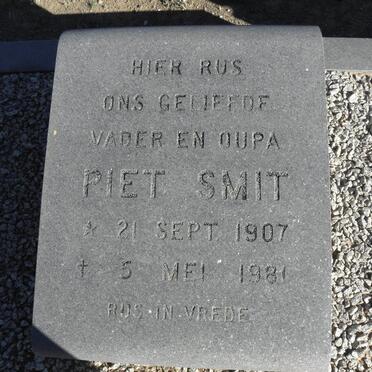 HIER RUS
ONS GELIEFDE
VADER EN OUPA
PIET SMIT
* 21 SEPT 1907
† 5 MEI 1981
RUS IN VREDE